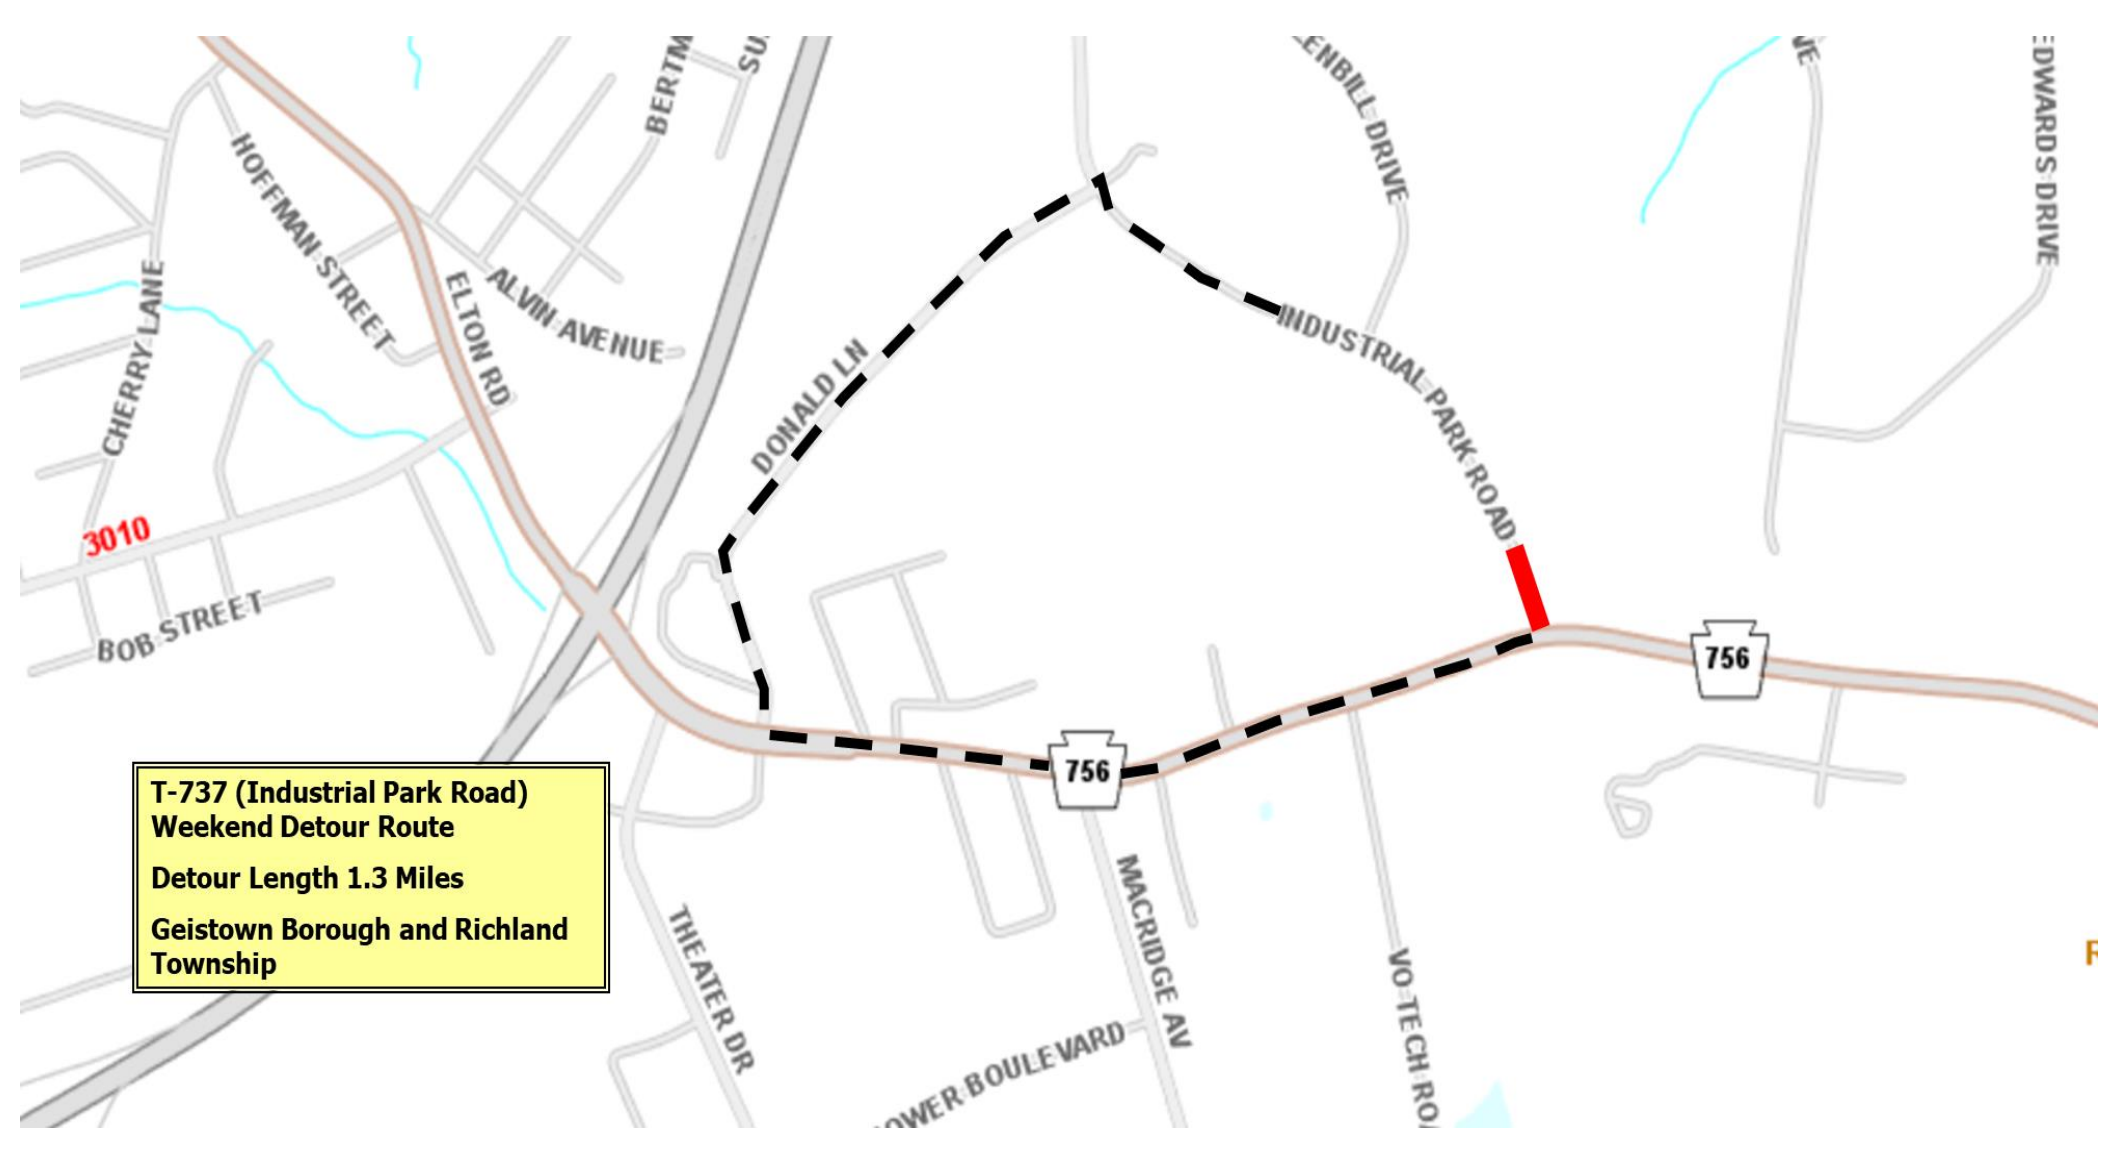 HOFFMAN STREET
CHERRY LANE
ELTON RD
ALVIN AVENUE
DONALD LN
DRIVE
INDUSTRIAL PARK ROAD
EDWARDS DRIVE
3010
BOB STREET
756
756
T-737 (Industrial Park Road)
Weekend Detour Route
Detour Length 1.3 Miles
Geistown Borough and Richland
Township
THEATER DR
MACRIDGE AV
BOULEVARD
VO-TECH